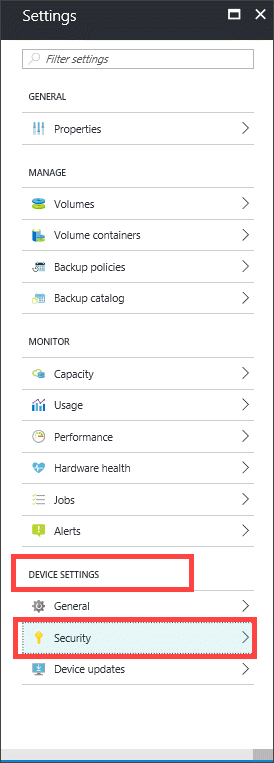 Settings
Filter settings
GENERAL
Properties
MANAGE
Volumes
Volume containers
Backup policies
Backup catalog
MONITOR
Capacity
Usage
Performance
Hardware health
Jobs
Alerts
DEVICE SETTINGS
General
Security
Device updates